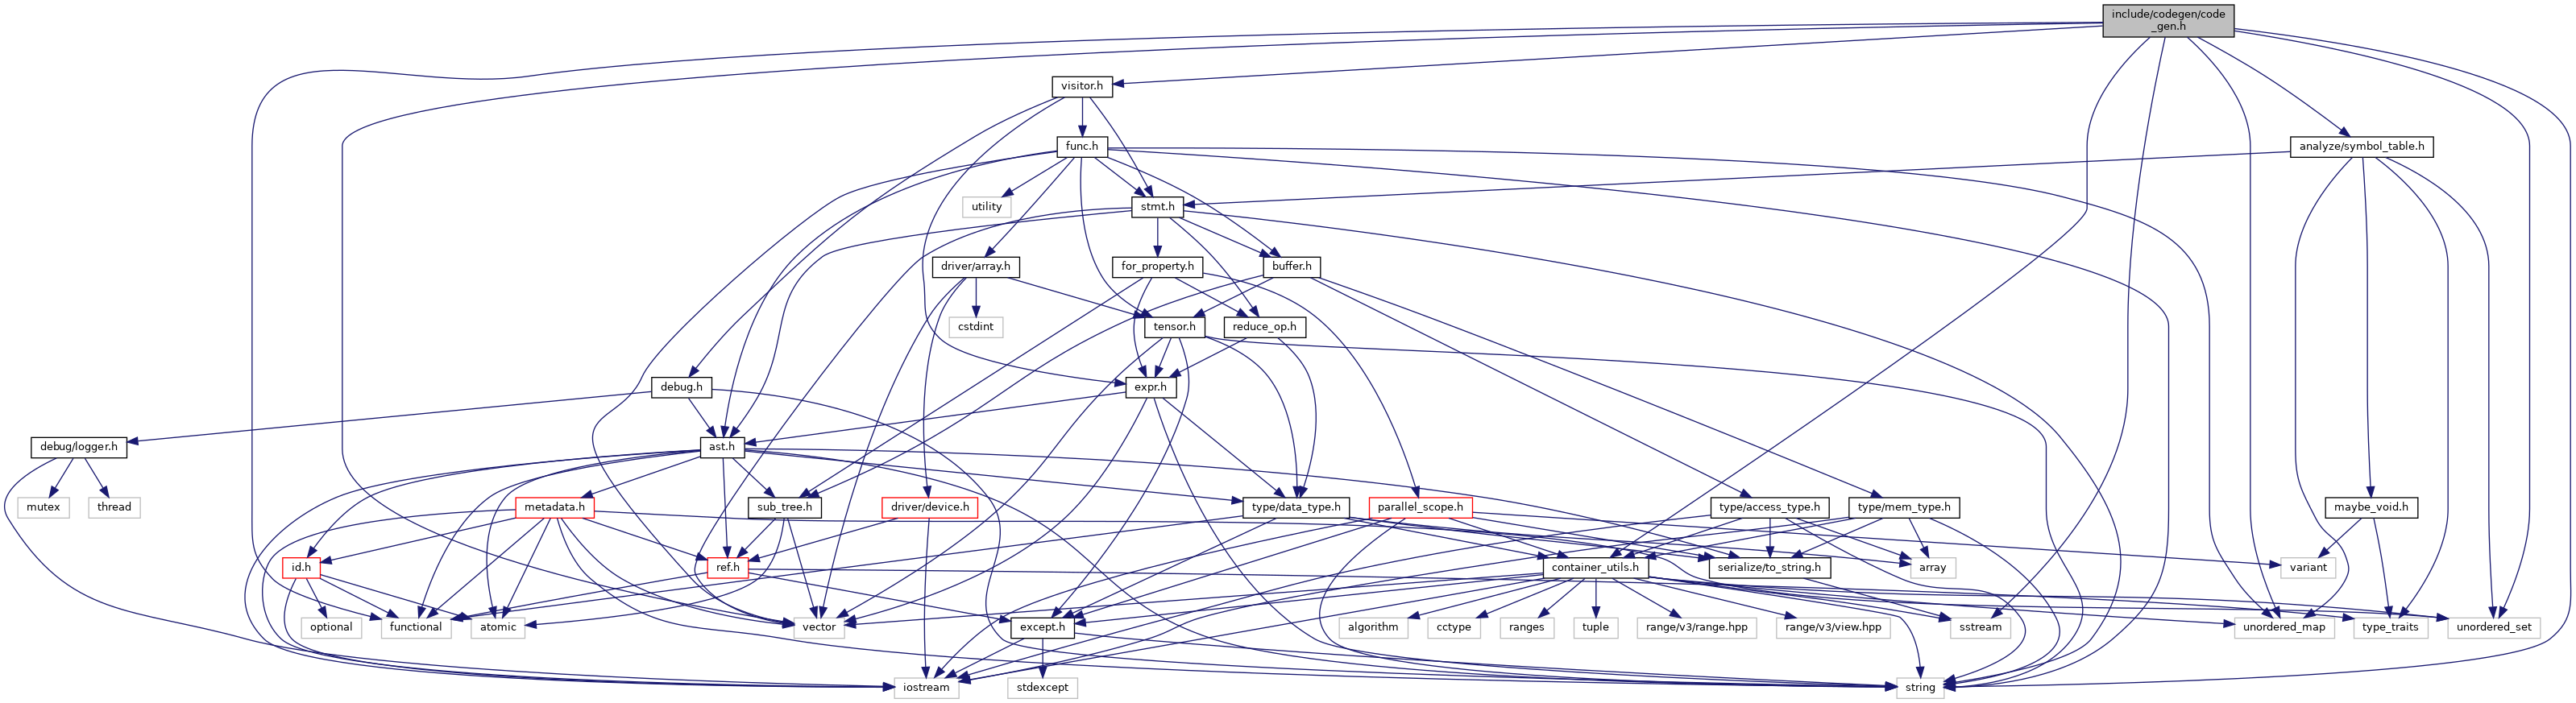 include/codegen/code
_gen.h
visitor.h
func.h
analyze/symbol_table.h
utility
stmt.h
driver/array.h
for_property.h
buffer.h
cstdint
tensor.h
reduce_op.h
debug.h
expr.h
debug/logger.h
ast.h
mutex
thread
metadata.h
sub_tree.h
driver/device.h
type/data_type.h
parallel_scope.h
type/access_type.h
type/mem_type.h
maybe_void.h
id.h
ref.h
container_utils.h
serialize/to_string.h
array
variant
optional
functional
atomic
vector
except.h
algorithm
cctype
ranges
tuple
range/v3/range.hpp
range/v3/view.hpp
sstream
unordered_map
type_traits
unordered_set
iostream
stdexcept
string